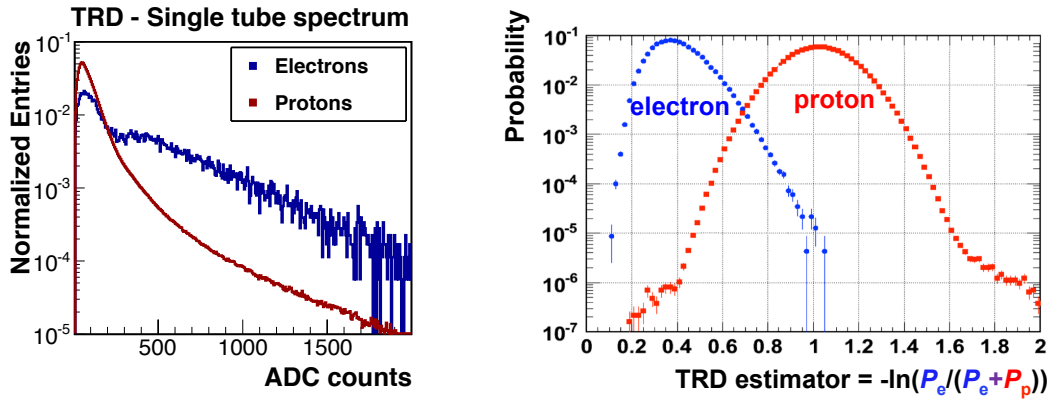 TRD - Single tube spectrum
Normalized Entries
10⁻¹
10⁻²
10⁻³
10⁻⁴
10⁻⁵
Electrons
Protons
500 1000 1500
ADC counts
Probability
10⁻¹
10⁻²
10⁻³
10⁻⁴
10⁻⁵
10⁻⁶
10⁻⁷
electron
proton
0 0.2 0.4 0.6 0.8 1 1.2 1.4 1.6 1.8 2
TRD estimator = -ln(Pₑ/(Pₑ+Pₚ))